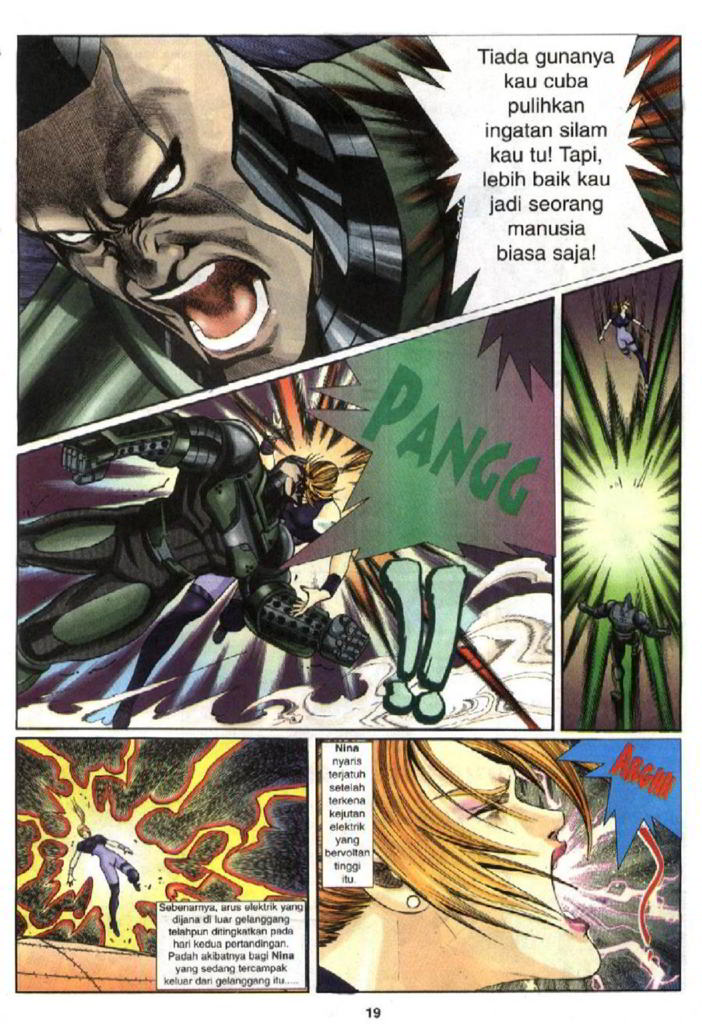 Tiada gunanya
kau cuba
pulihkan
ingatan silam
kau tu! Tapi,
lebih baik kau
jadi seorang
manusia
biasa saja!
PANGG
Sebenarnya, arus elektrik yang
dijana di luar gelanggang
telahpun ditingkatkan pada
hari kedua pertandingan.
Padah akibatnya bagi Nina
yang sedang tercampak
keluar dari gelanggang itu.....
Nina
nyaris
terjatuh
setelah
terkena
kejutan
elektrik
yang
bervoltan
tinggi
itu.
ARGHH
19